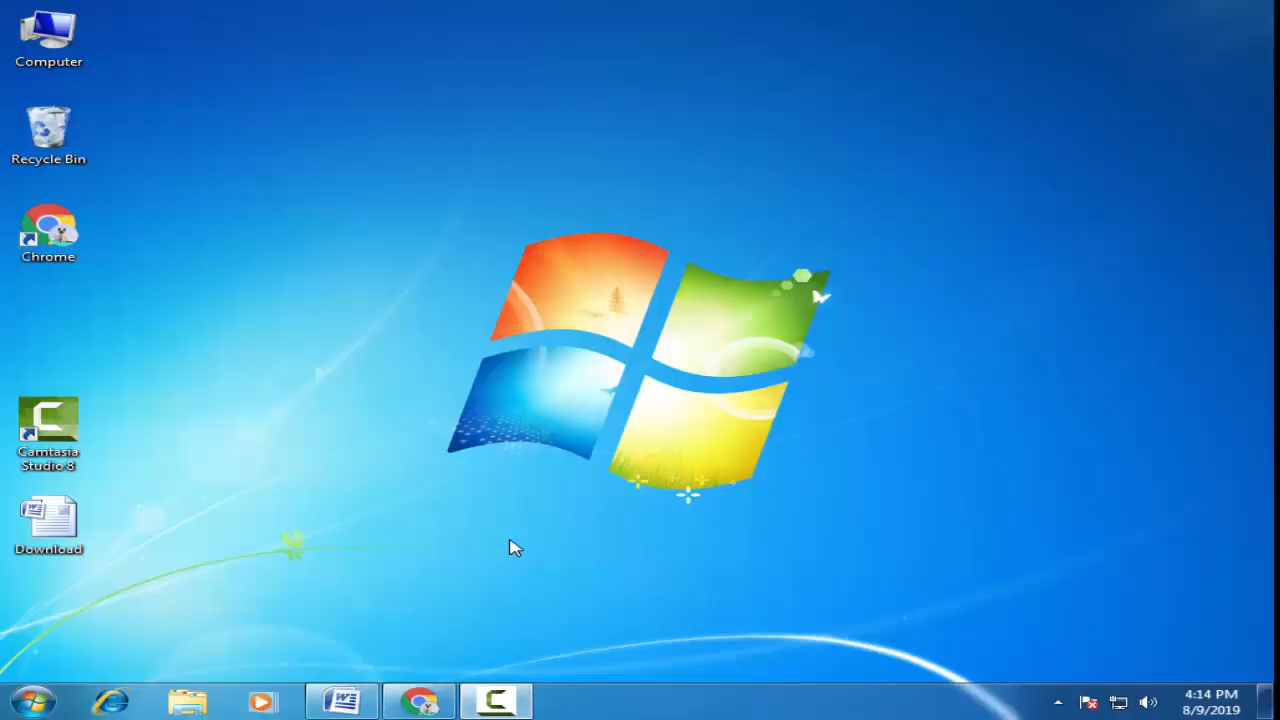 Computer
Recycle Bin
Chrome
Camtasia
Studio 8
Download
4:14 PM
8/9/2019